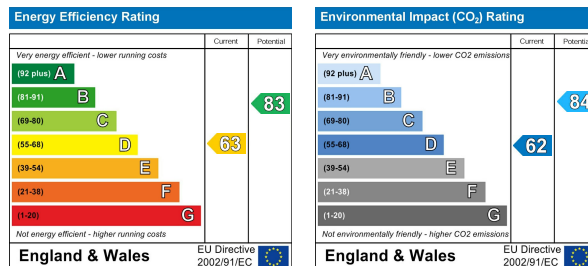 Energy Efficiency Rating
Current Potential
Very energy efficient - lower running costs
(92 plus) A
(81-91) B
83
(69-80) C
(55-68) D
63
(39-54) E
(21-38) F
(1-20) G
Not energy efficient - higher running costs
England & Wales
EU Directive
2002/91/EC
Environmental Impact (CO₂) Rating
Current Potential
Very environmentally friendly - lower CO2 emissions
(92 plus) A
(81-91) B
84
(69-80) C
(55-68) D
62
(39-54) E
(21-38) F
(1-20) G
Not environmentally friendly - higher CO2 emissions
England & Wales
EU Directive
2002/91/EC